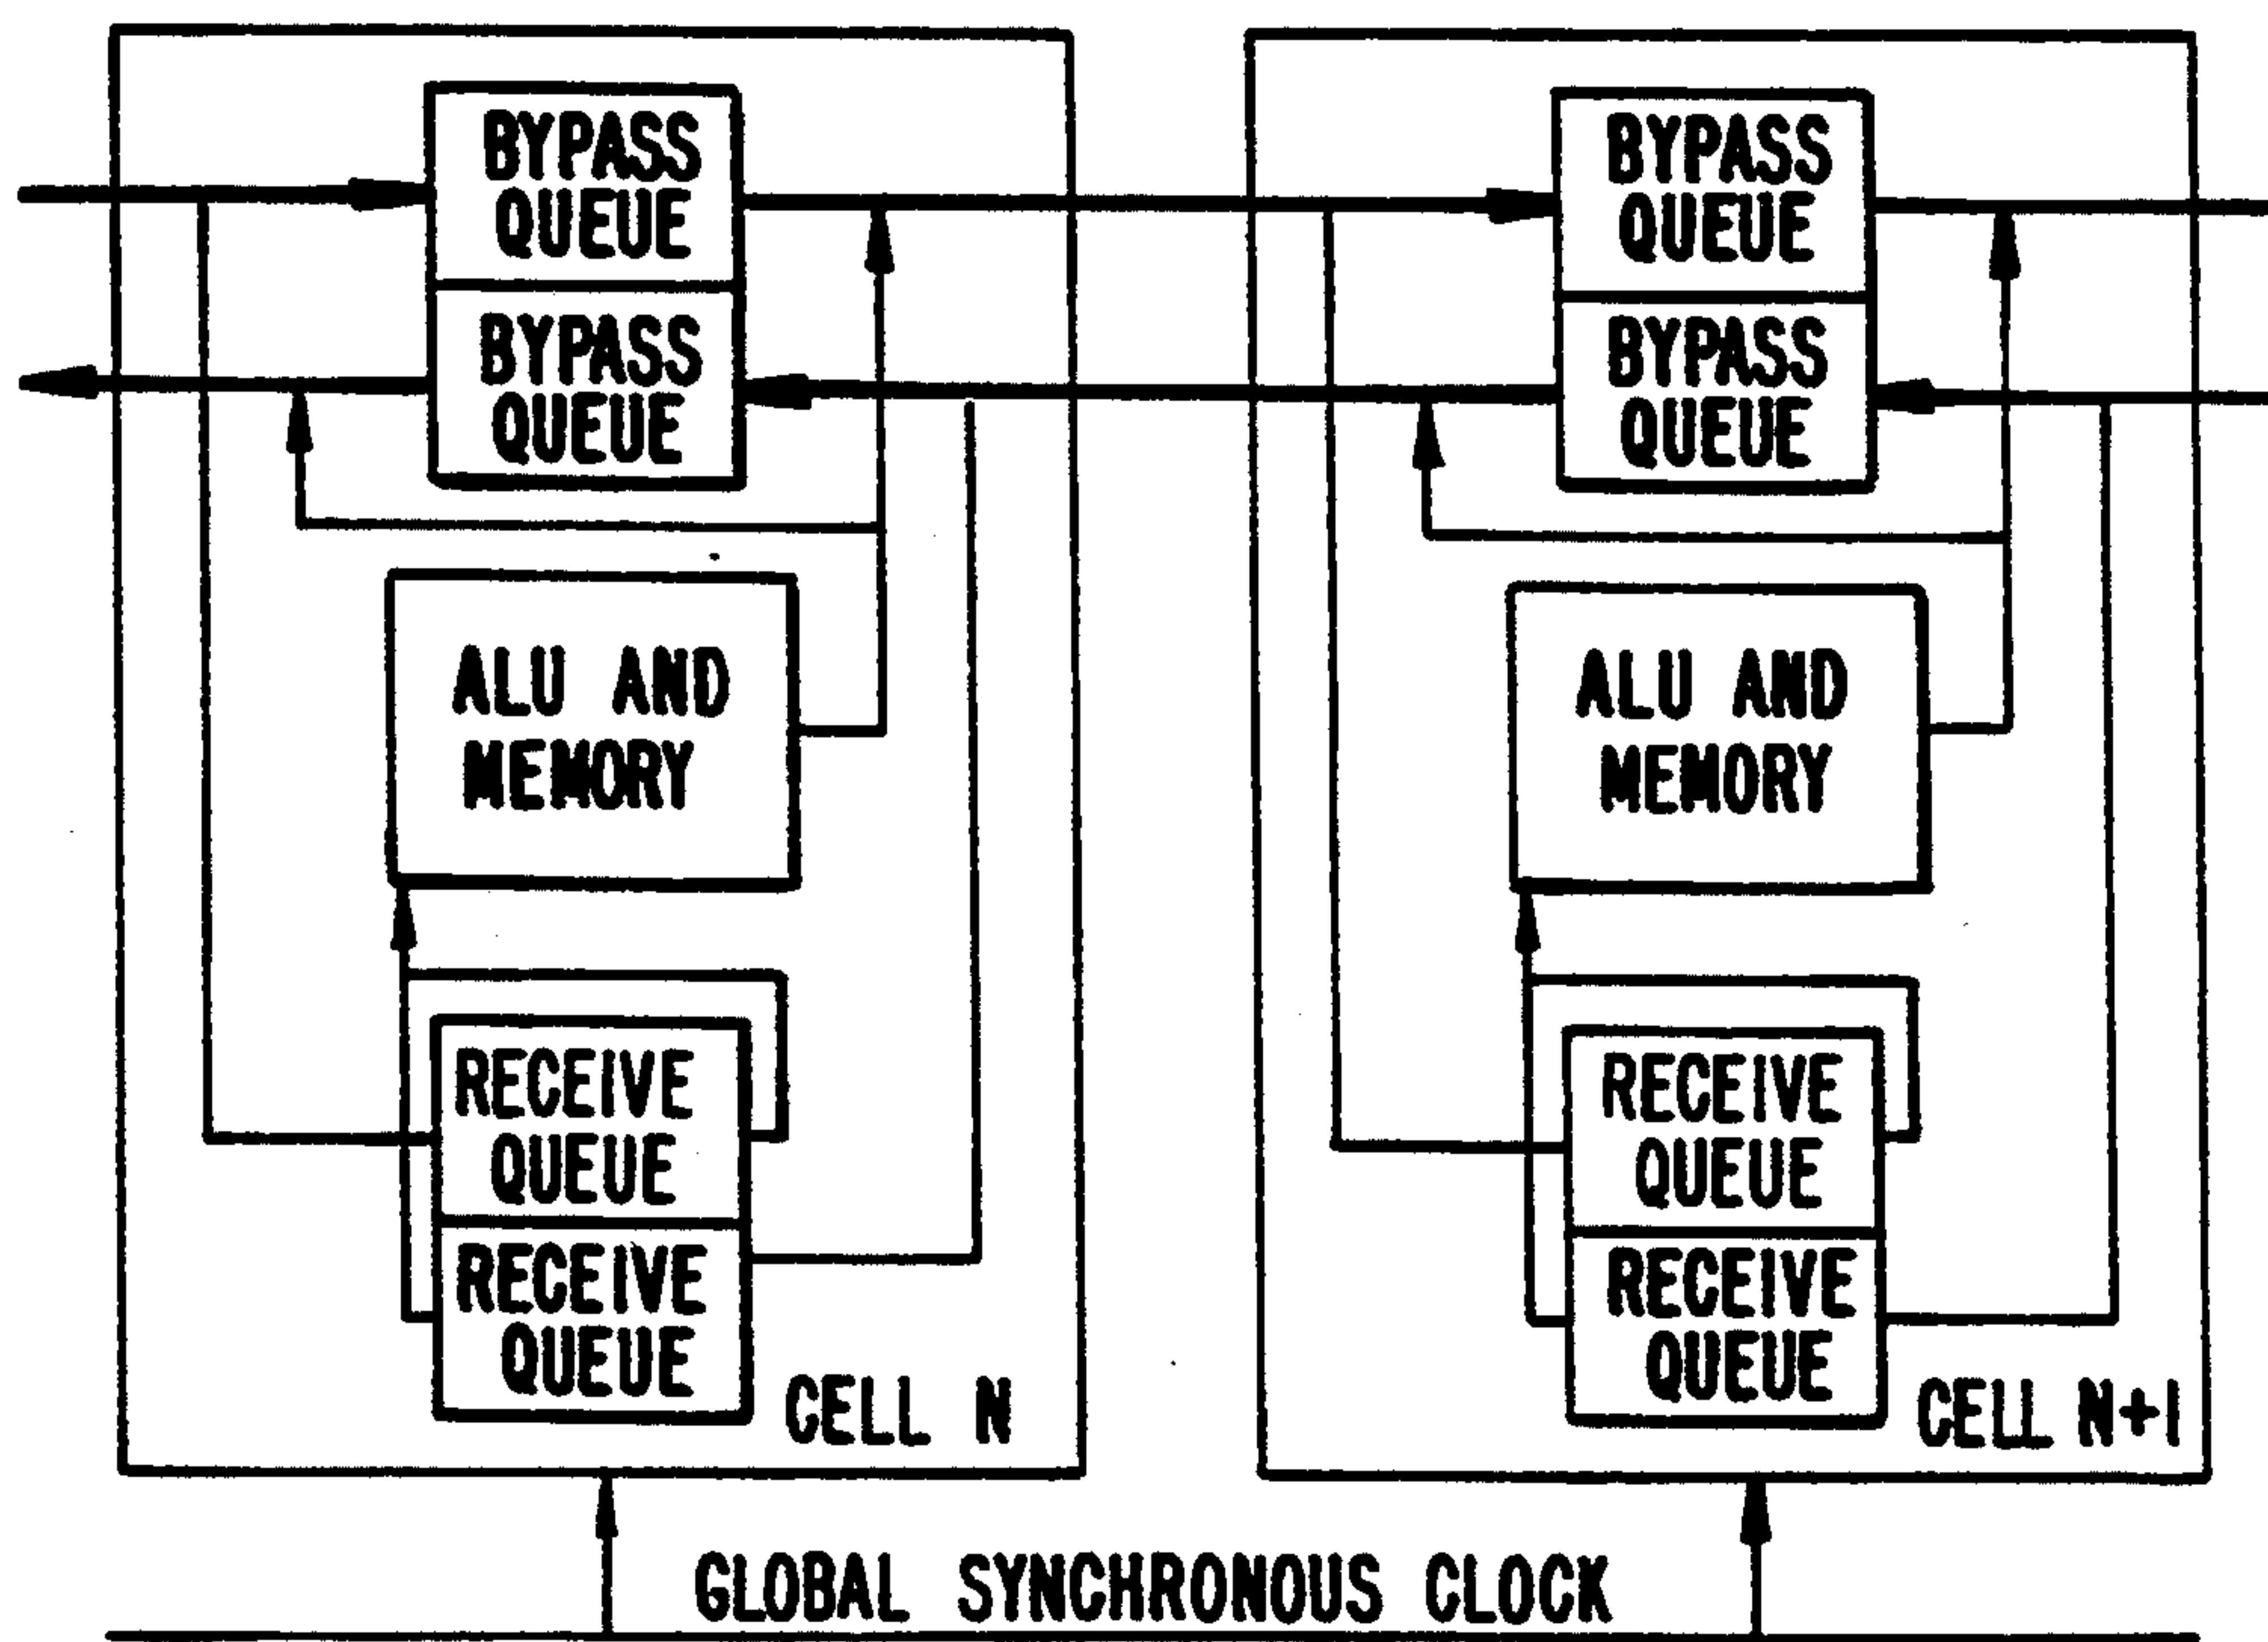 BYPASS
QUEUE
BYPASS
QUEUE
ALU AND
MEMORY
RECEIVE
QUEUE
RECEIVE
QUEUE
CELL N
BYPASS
QUEUE
BYPASS
QUEUE
ALU AND
MEMORY
RECEIVE
QUEUE
RECEIVE
QUEUE
CELL N+1
GLOBAL SYNCHRONOUS CLOCK